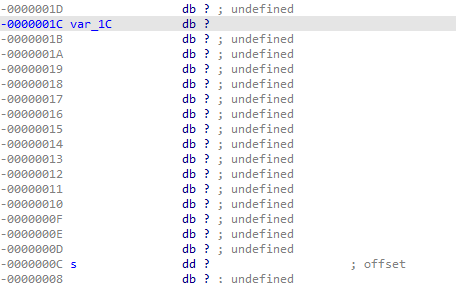 -0000001D db ? ; undefined
-0000001C var_1C db ?
-0000001B db ? ; undefined
-0000001A db ? ; undefined
-00000019 db ? ; undefined
-00000018 db ? ; undefined
-00000017 db ? ; undefined
-00000016 db ? ; undefined
-00000015 db ? ; undefined
-00000014 db ? ; undefined
-00000013 db ? ; undefined
-00000012 db ? ; undefined
-00000011 db ? ; undefined
-00000010 db ? ; undefined
-0000000F db ? ; undefined
-0000000E db ? ; undefined
-0000000D db ? ; undefined
-0000000C s dd ? ; offset
-00000008 db ? ; undefined